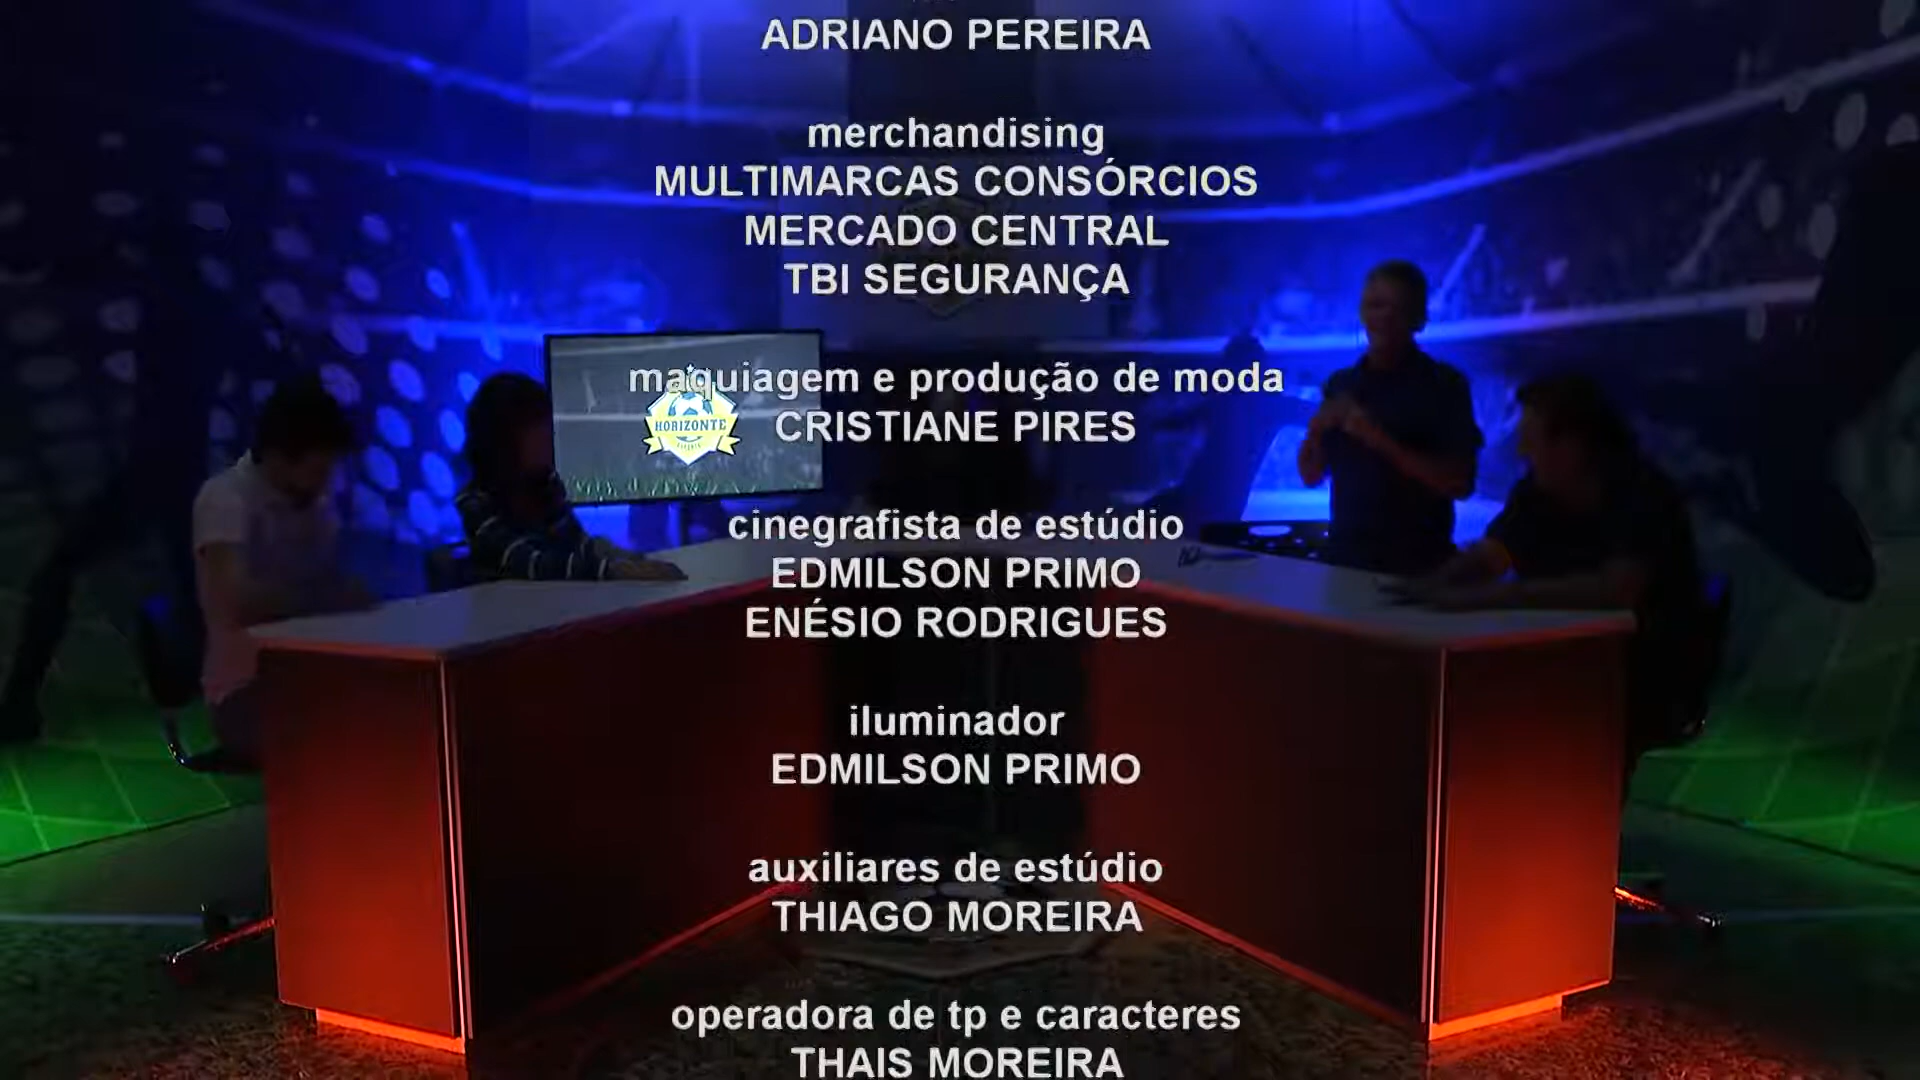 ADRIANO PEREIRA
merchandising
MULTIMARCAS CONSÓRCIOS
MERCADO CENTRAL
TBI SEGURANÇA
maquiagem e produção de moda
CRISTIANE PIRES
HORIZONTE
cinegrafista de estúdio
EDMILSON PRIMO
ENÉSIO RODRIGUES
iluminador
EDMILSON PRIMO
auxiliares de estúdio
THIAGO MOREIRA
operadora de tp e caracteres
THAIS MOREIRA